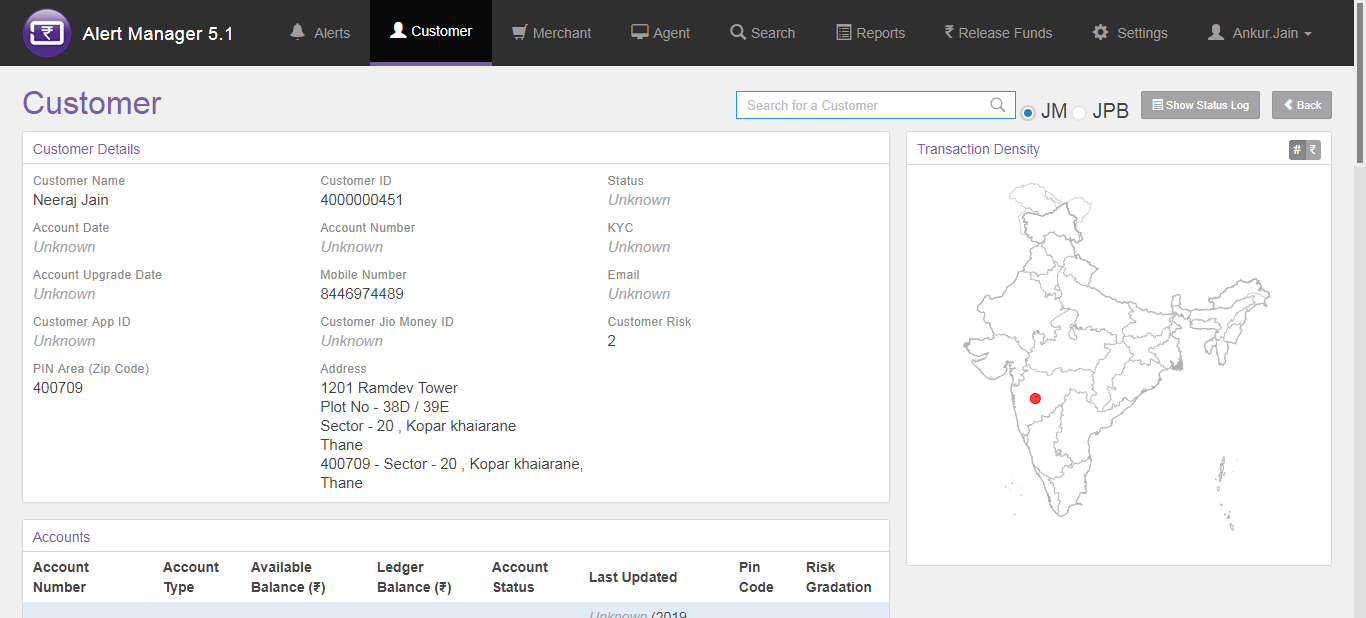 Alert Manager 5.1
Alerts
Customer
Merchant
Agent
Search
Reports
₹ Release Funds
Settings
Ankur.Jain
Customer
Search for a Customer
JM
JPB
Show Status Log
Back
Customer Details
Customer Name
Neeraj Jain
Customer ID
4000000451
Status
Unknown
Account Date
Unknown
Account Number
Unknown
KYC
Unknown
Account Upgrade Date
Unknown
Mobile Number
8446974489
Email
Unknown
Customer App ID
Unknown
Customer Jio Money ID
Unknown
Customer Risk
2
PIN Area (Zip Code)
400709
Address
1201 Ramdev Tower
Plot No - 38D / 39E
Sector - 20 , Kopar khaiarane
Thane
400709 - Sector - 20 , Kopar khaiarane,
Thane
Transaction Density
# ₹
Accounts
Account
Number
Account
Type
Available
Balance (₹)
Ledger
Balance (₹)
Account
Status
Last Updated
Pin
Code
Risk
Gradation
Unknown (2019